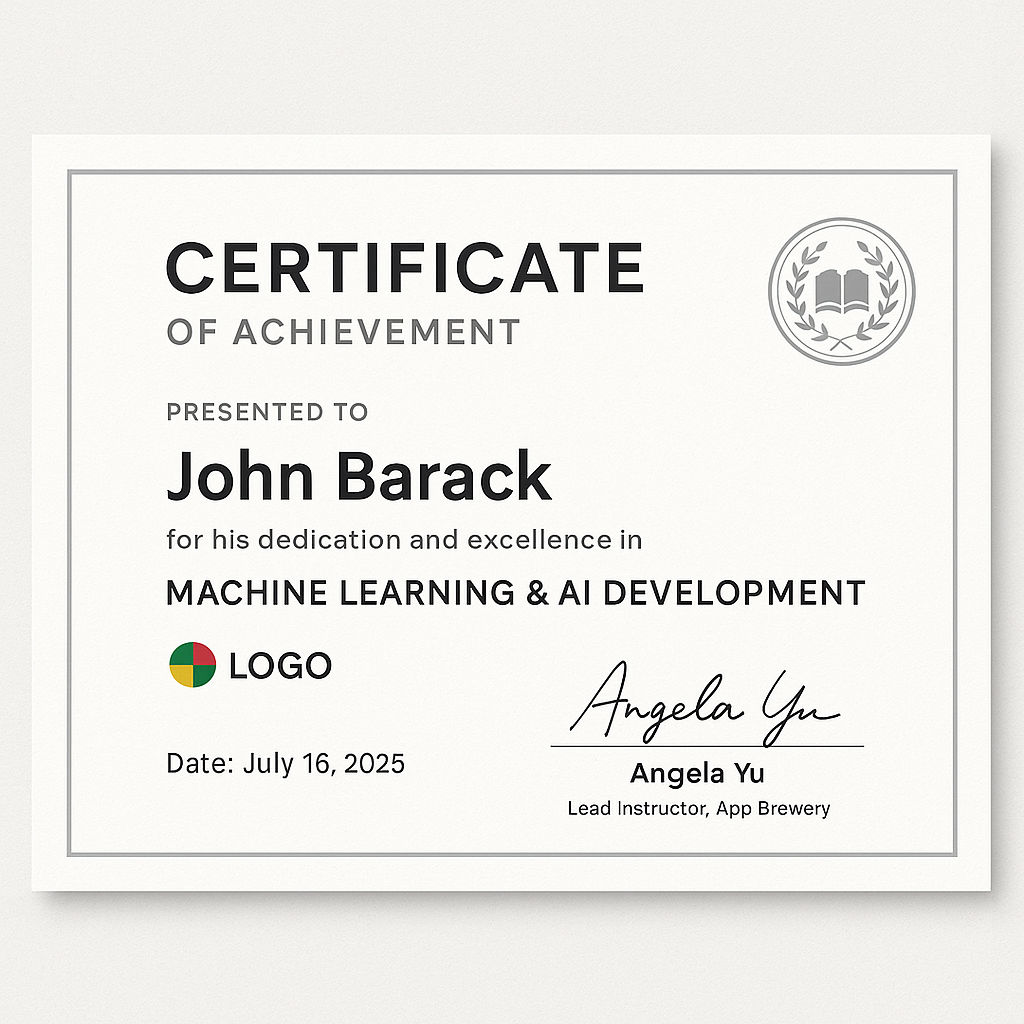 CERTIFICATE
OF ACHIEVEMENT
PRESENTED TO
John Barack
for his dedication and excellence in
MACHINE LEARNING & AI DEVELOPMENT
LOGO
Angela Yu
Date: July 16, 2025
Angela Yu
Lead Instructor, App Brewery